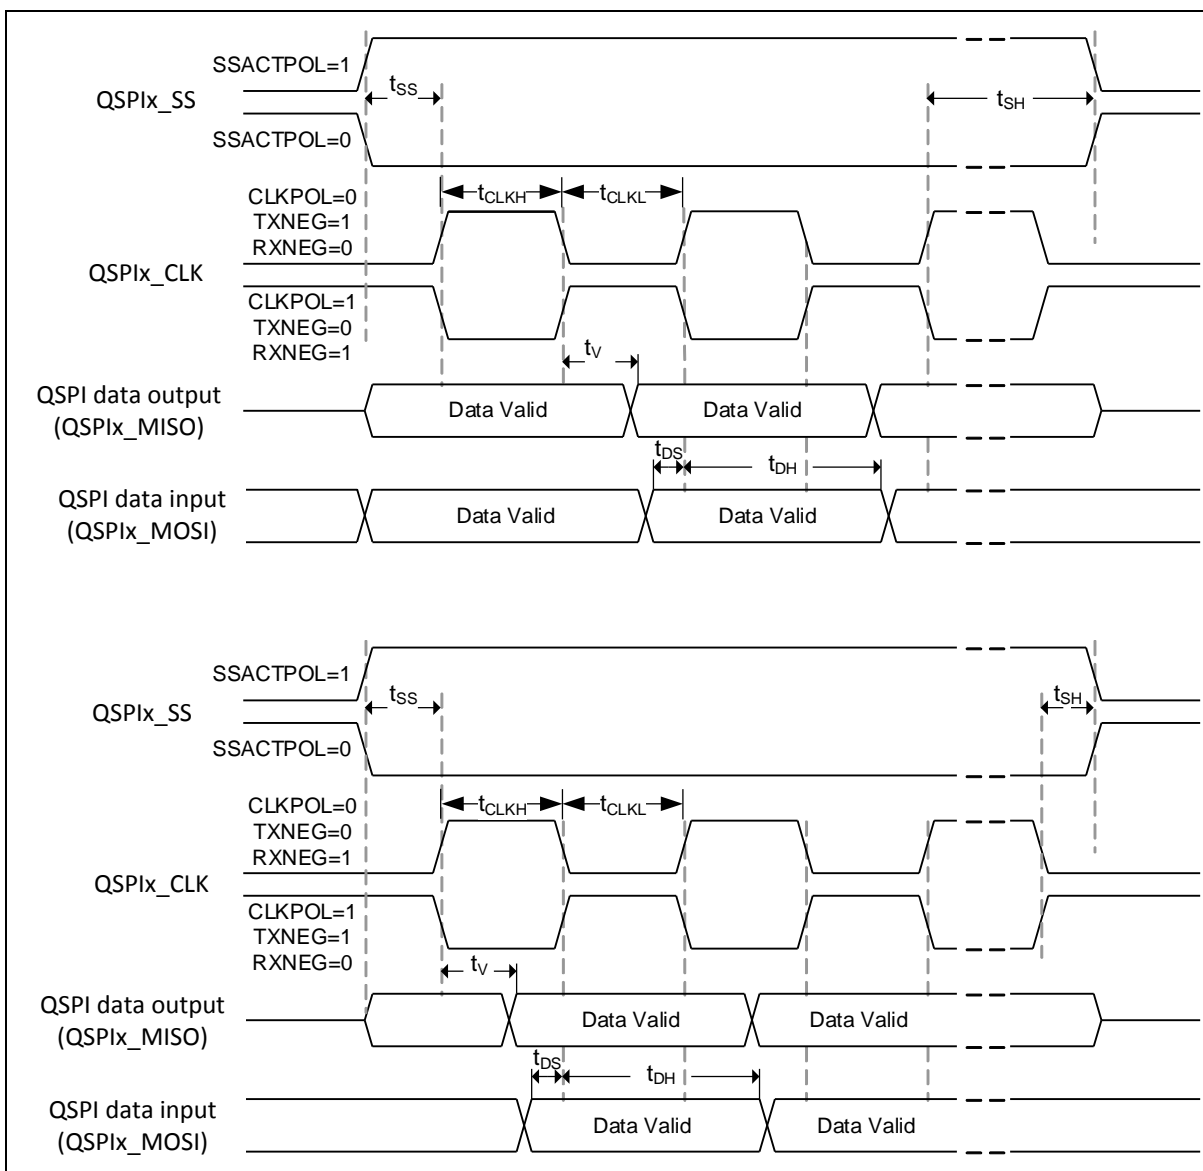 SSACTPOL=1
tSS
tSH
QSPIx_SS
SSACTPOL=0
CLKPOL=0
tCLKH
tCLKL
TXNEG=1
RXNEG=0
QSPIx_CLK
CLKPOL=1
TXNEG=0
RXNEG=1
tV
QSPI data output
(QSPIx_MISO)
Data Valid
Data Valid
tDS
tDH
QSPI data input
(QSPIx_MOSI)
Data Valid
Data Valid
SSACTPOL=1
tSS
tSH
QSPIx_SS
SSACTPOL=0
CLKPOL=0
tCLKH
tCLKL
TXNEG=0
RXNEG=1
QSPIx_CLK
CLKPOL=1
TXNEG=1
RXNEG=0
tV
QSPI data output
(QSPIx_MISO)
Data Valid
Data Valid
tDS
tDH
QSPI data input
(QSPIx_MOSI)
Data Valid
Data Valid